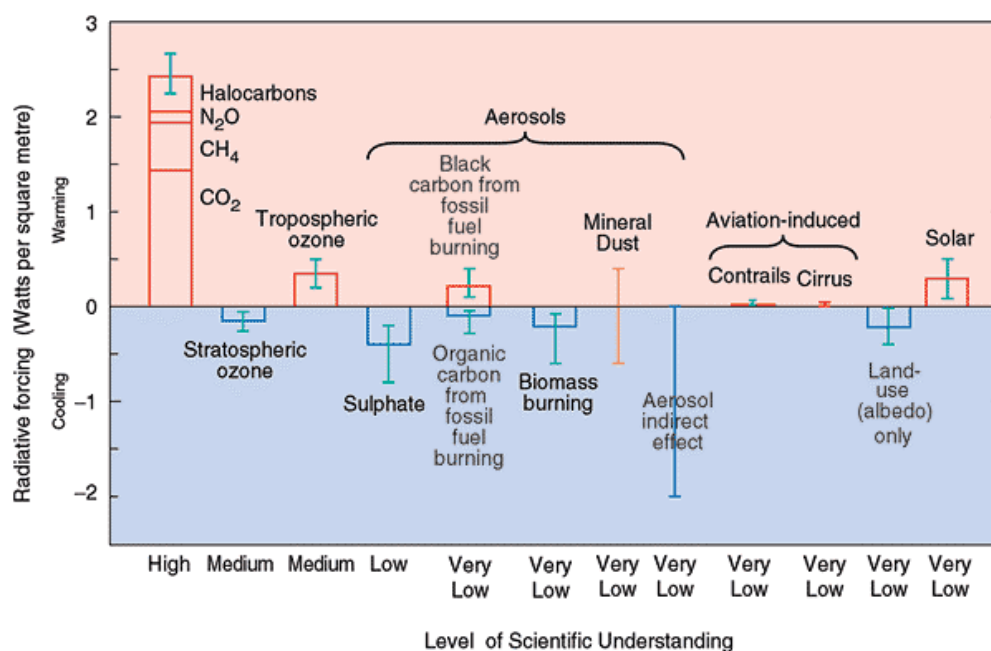 Radiative forcing (Watts per square metre)
Warming
Cooling
3
2
1
0
–1
–2
Halocarbons
N₂O
CH₄
CO₂
Stratospheric
ozone
Tropospheric
ozone
Aerosols
Sulphate
Black
carbon from
fossil
fuel
burning
Organic
carbon
from
fossil
fuel
burning
Biomass
burning
Mineral
Dust
Aerosol
indirect
effect
Aviation-induced
Contrails
Cirrus
Land-
use
(albedo)
only
Solar
High
Medium
Medium
Low
Very
Low
Very
Low
Very
Low
Very
Low
Very
Low
Very
Low
Very
Low
Very
Low
Level of Scientific Understanding